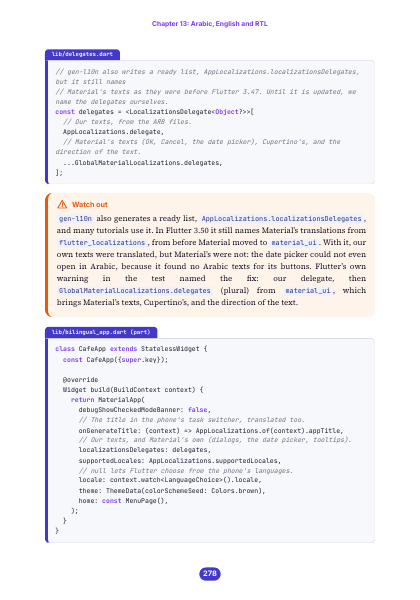 Chapter 13: Arabic, English and RTL
lib/delegates.dart
// gen-l10n also writes a ready list, AppLocalizations.localizationsDelegates,
but it still names
// Material's texts as they were before Flutter 3.47. Until it is updated, we
name the delegates ourselves.
const delegates = <LocalizationsDelegate<Object?>>[
// Our texts, from the ARB files.
AppLocalizations.delegate,
// Material's texts (OK, Cancel, the date picker), Cupertino's, and the
direction of the text.
...GlobalMaterialLocalizations.delegates,
];
Watch out
gen-l10n also generates a ready list, AppLocalizations.localizationsDelegates,
and many tutorials use it. In Flutter 3.50 it still names Material's translations from
flutter_localizations, from before Material moved to material_ui. With it, our
own texts were translated, but Material's were not: the date picker could not even
open in Arabic, because it found no Arabic texts for its buttons. Flutter's own
warning in the test named the fix: our delegate, then
GlobalMaterialLocalizations.delegates (plural) from material_ui, which
brings Material's texts, Cupertino's, and the direction of the text.
lib/bilingual_app.dart (part)
class CafeApp extends StatelessWidget {
const CafeApp({super.key});
@override
Widget build(BuildContext context) {
return MaterialApp(
debugShowCheckedModeBanner: false,
// The title in the phone's task switcher, translated too.
onGenerateTitle: (context) => AppLocalizations.of(context).appTitle,
// Our texts, and Material's own (dialogs, the date picker, tooltips).
localizationsDelegates: delegates,
supportedLocales: AppLocalizations.supportedLocales,
// null lets Flutter choose from the phone's languages.
locale: context.watch<LanguageChoice>().locale,
theme: ThemeData(colorSchemeSeed: Colors.brown),
home: const MenuPage(),
);
}
}
278